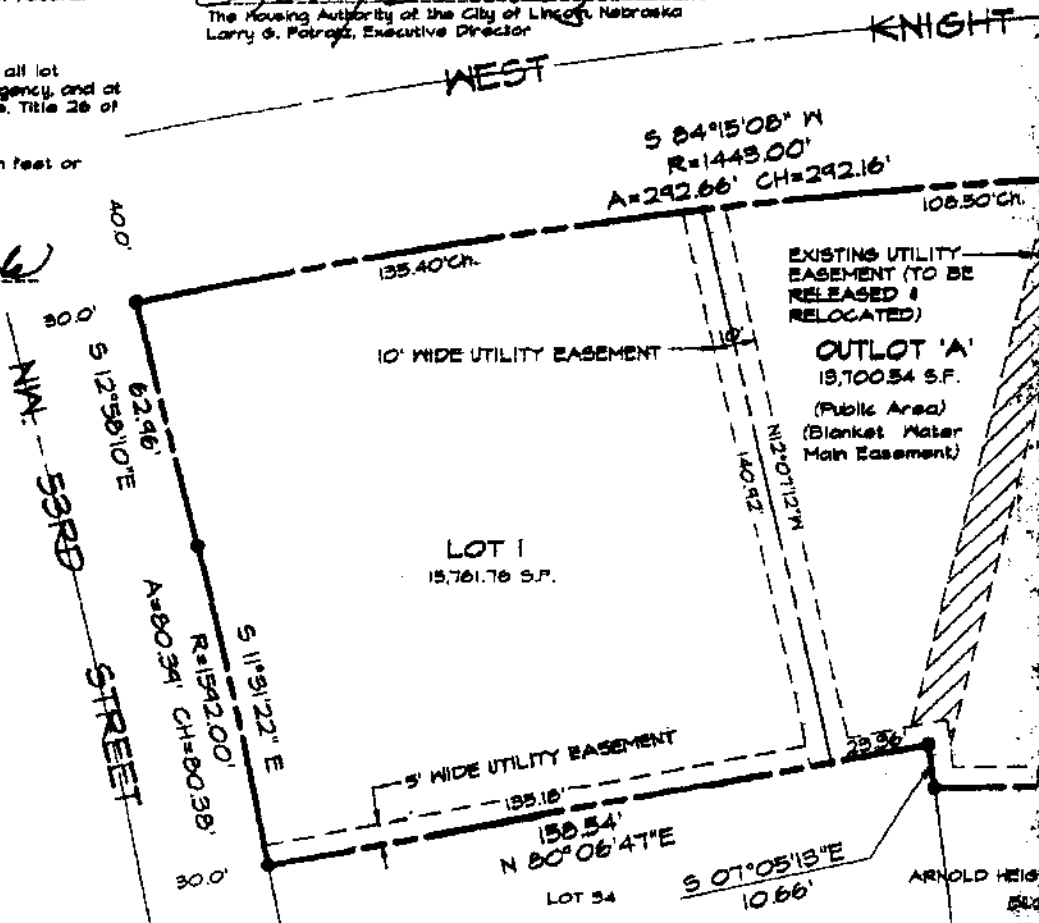 The Housing Authority of the City of Lincoln, Nebraska
Larry G. Potratz, Executive Director
all lot
gency, and at
Title 26 of
feet or
WEST
KNIGHT
S 84°15'08" W
R=1443.00'
A=292.66' CH=292.16'
108.50'Ch.
135.40'Ch.
40.0'
30.0'
S 12°58'10"E
62.96'
N.W. 53RD STREET
EXISTING UTILITY
EASEMENT (TO BE
RELEASED &
RELOCATED)
10' WIDE UTILITY EASEMENT
10'
OUTLOT 'A'
13,700.54 S.F.
(Public Area)
(Blanket Water
Main Easement)
N12°07'12"W
140.92'
LOT 1
15,761.76 S.F.
S 11°31'22" E
R=1592.00'
A=80.39' CH=80.38'
5' WIDE UTILITY EASEMENT
135.18'
23.36'
158.54'
N 80°06'47"E
30.0'
LOT 34
S 07°05'13"E
10.66'
ARNOLD HEIG